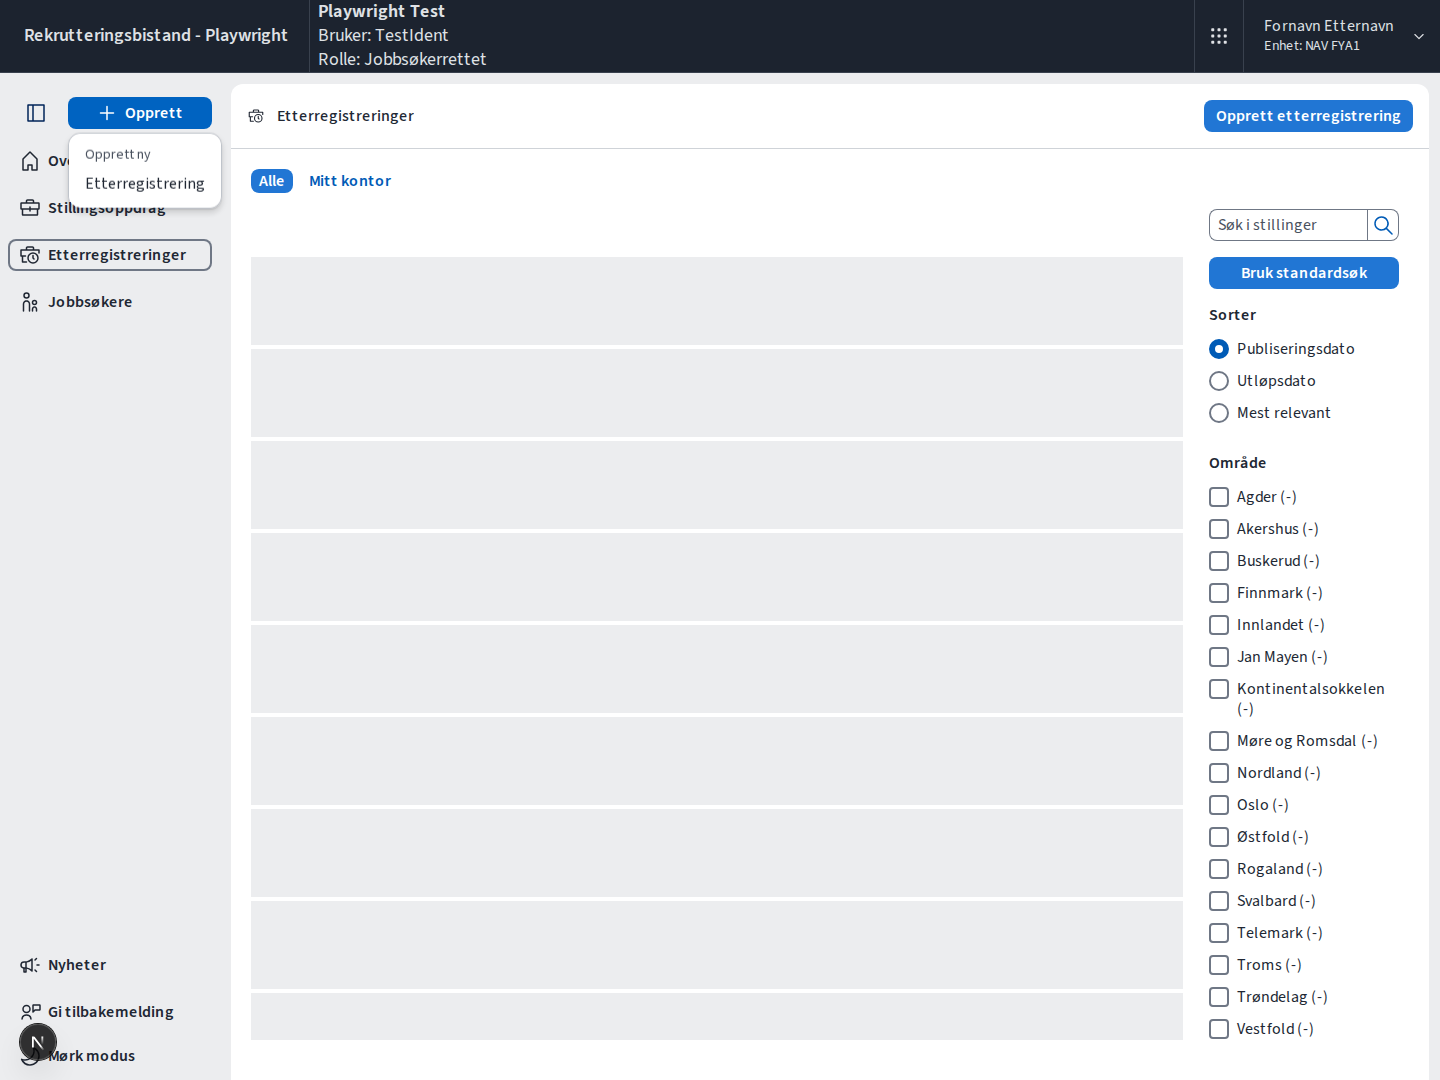 Rekrutteringsbistand - Playwright
Playwright Test
Bruker: TestIdent
Rolle: Jobbsøkerrettet
Fornavn Etternavn
Enhet: NAV FYA1
Opprett
Opprett ny
Etterregistrering
Stillingsoppdrag
Etterregistreringer
Jobbsøkere
Nyheter
Gi tilbakemelding
Mørk modus
Etterregistreringer
Opprett etterregistrering
Alle
Mitt kontor
Søk i stillinger
Bruk standardsøk
Sorter
Publiseringsdato
Utløpsdato
Mest relevant
Område
Agder (-)
Akershus (-)
Buskerud (-)
Finnmark (-)
Innlandet (-)
Jan Mayen (-)
Kontinentalsokkelen
(-)
Møre og Romsdal (-)
Nordland (-)
Oslo (-)
Østfold (-)
Rogaland (-)
Svalbard (-)
Telemark (-)
Troms (-)
Trøndelag (-)
Vestfold (-)